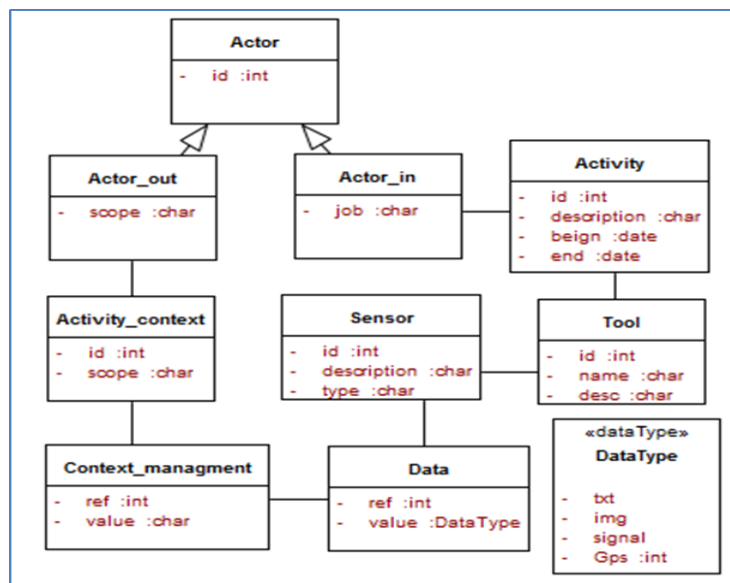 Actor
- id :int
Actor_out
- scope :char
Actor_in
- job :char
Activity
- id :int
- description :char
- beign :date
- end :date
Activity_context
- id :int
- scope :char
Sensor
- id :int
- description :char
- type :char
Tool
- id :int
- name :char
- desc :char
Context_managment
- ref :int
- value :char
Data
- ref :int
- value :DataType
«dataType»
DataType
- txt
- img
- signal
- Gps :int